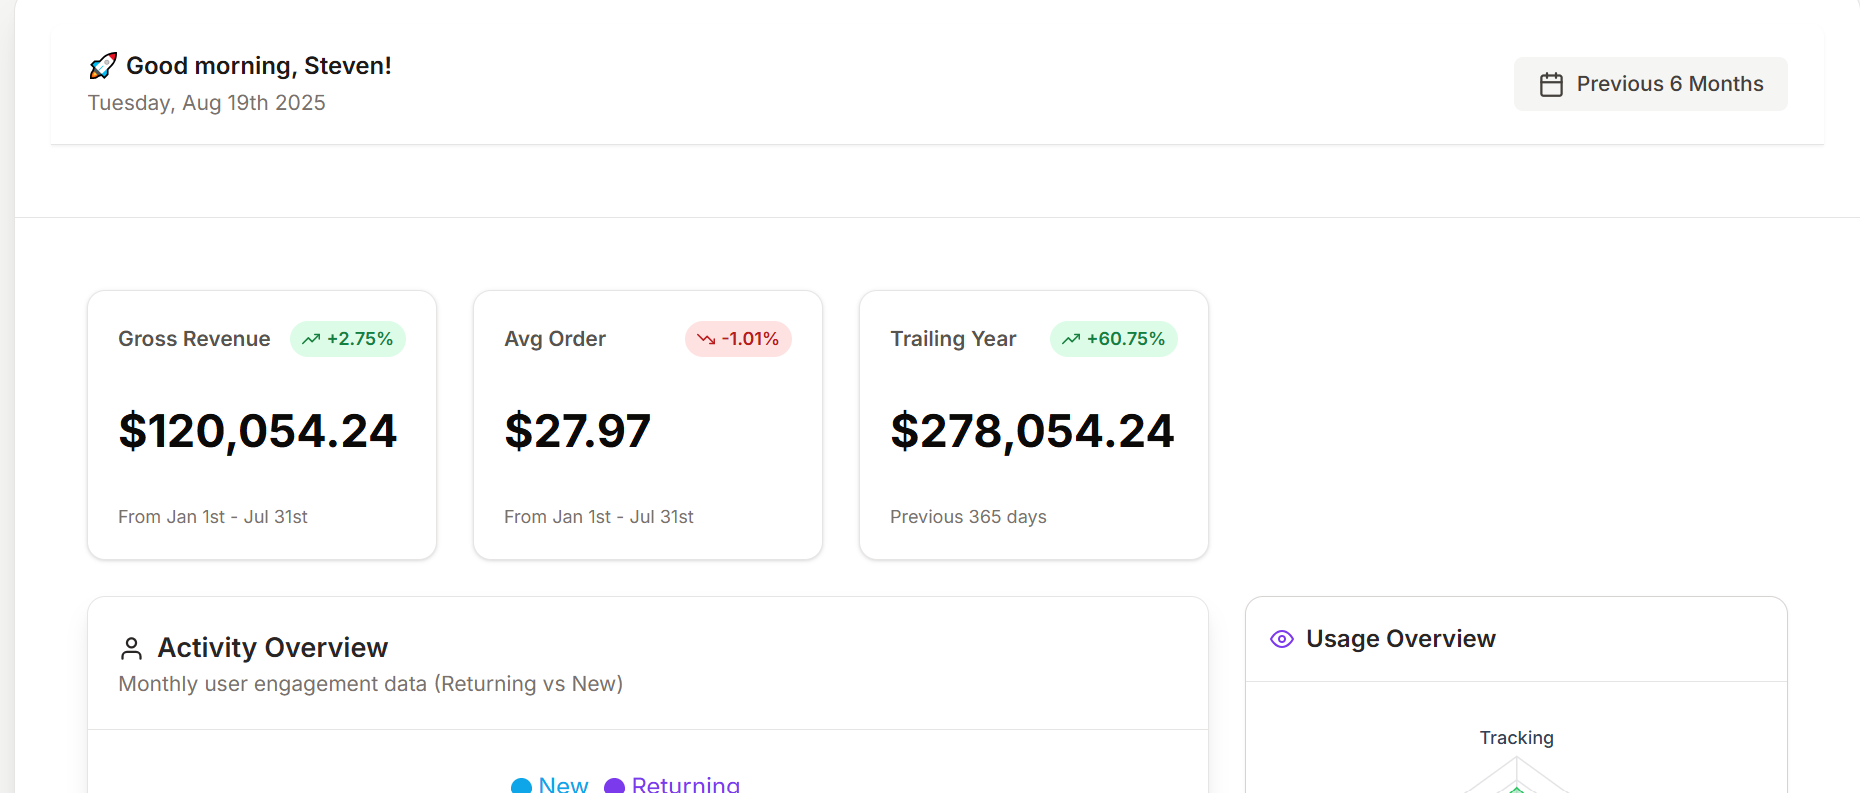 🚀 Good morning, Steven!
Tuesday, Aug 19th 2025
Previous 6 Months
Gross Revenue +2.75%
$120,054.24
From Jan 1st - Jul 31st
Avg Order -1.01%
$27.97
From Jan 1st - Jul 31st
Trailing Year +60.75%
$278,054.24
Previous 365 days
Activity Overview
Monthly user engagement data (Returning vs New)
New Returning
Usage Overview
Tracking